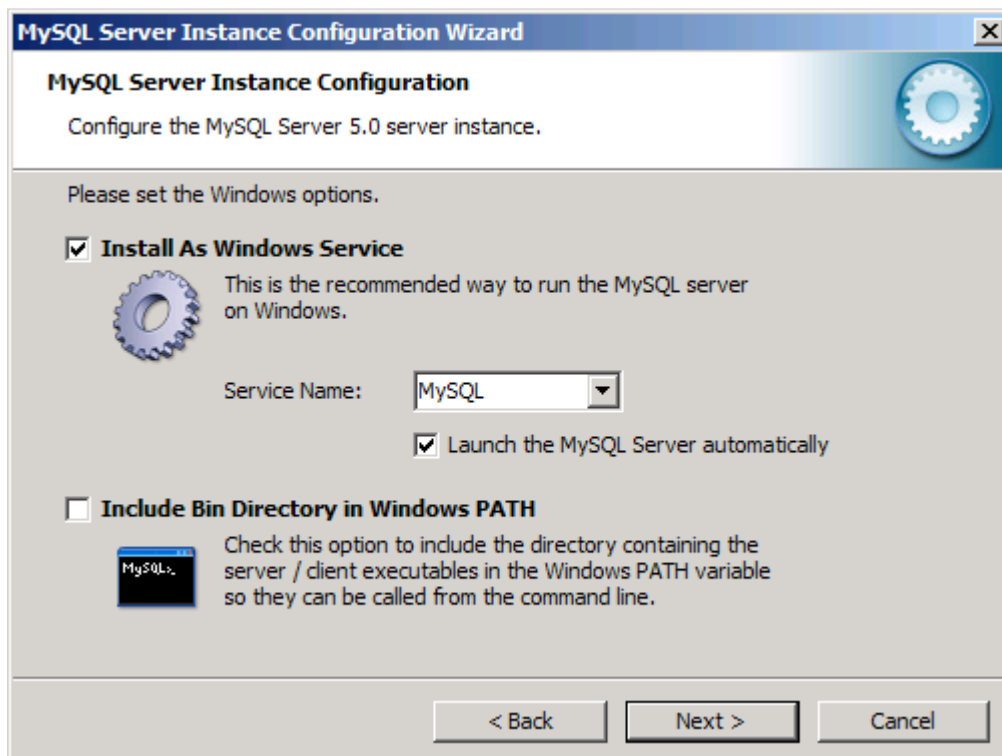 MySQL Server Instance Configuration Wizard
MySQL Server Instance Configuration
Configure the MySQL Server 5.0 server instance.
Please set the Windows options.
Install As Windows Service
This is the recommended way to run the MySQL server
on Windows.
Service Name: MySQL
Launch the MySQL Server automatically
Include Bin Directory in Windows PATH
MySQL>_
Check this option to include the directory containing the
server / client executables in the Windows PATH variable
so they can be called from the command line.
< Back Next > Cancel